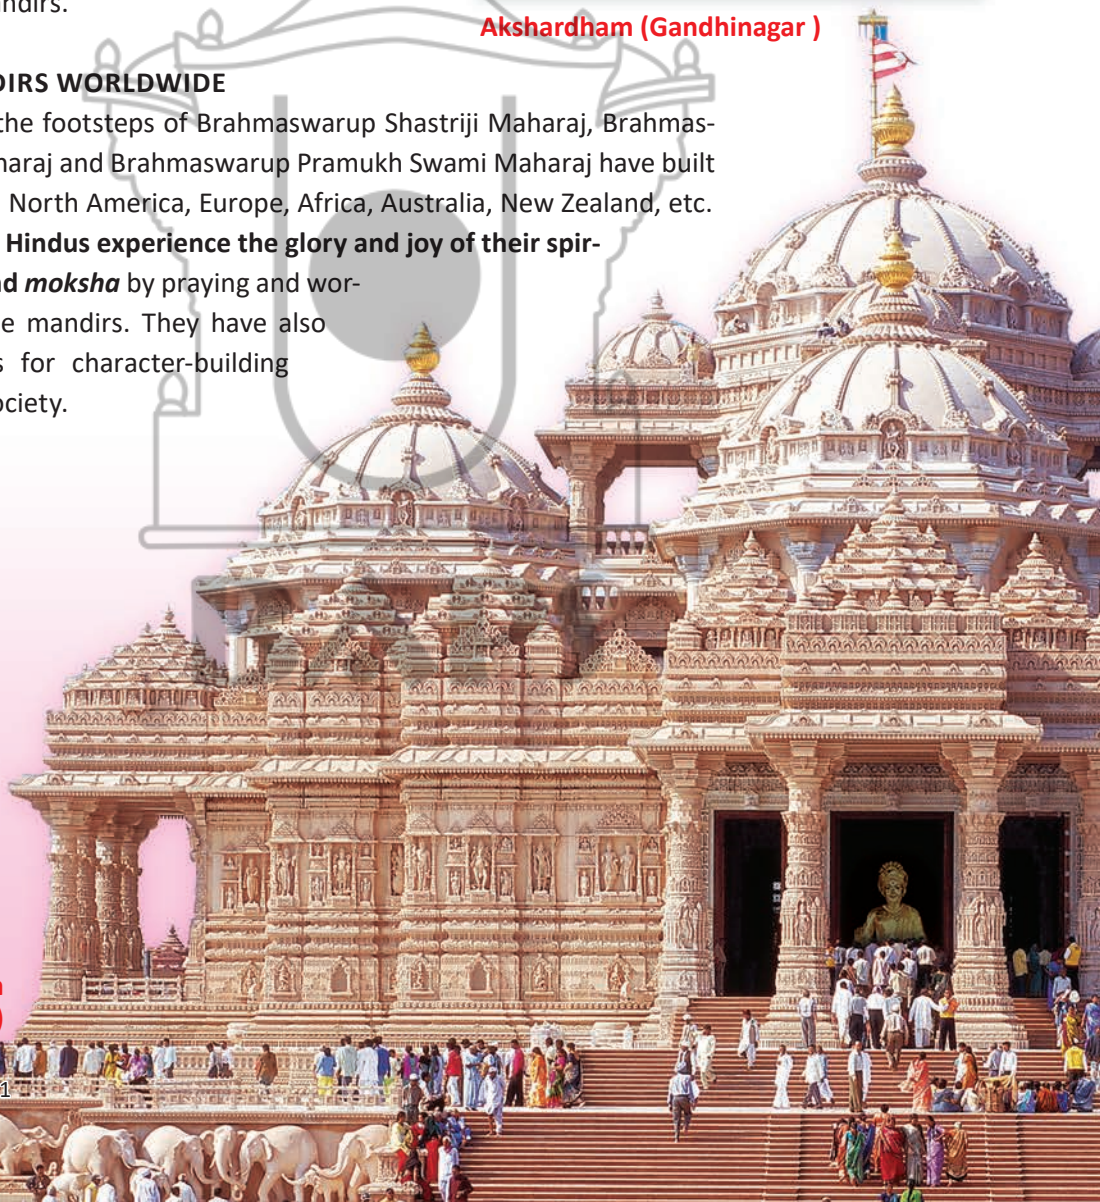 Akshardham (Gandhinagar )
ndirs.
DIRS WORLDWIDE
the footsteps of Brahmaswarup Shastriji Maharaj, Brahmas-
haraj and Brahmaswarup Pramukh Swami Maharaj have built
North America, Europe, Africa, Australia, New Zealand, etc.
Hindus experience the glory and joy of their spir-
d moksha by praying and wor-
e mandirs. They have also
s for character-building
ociety.
)
1
BAPS